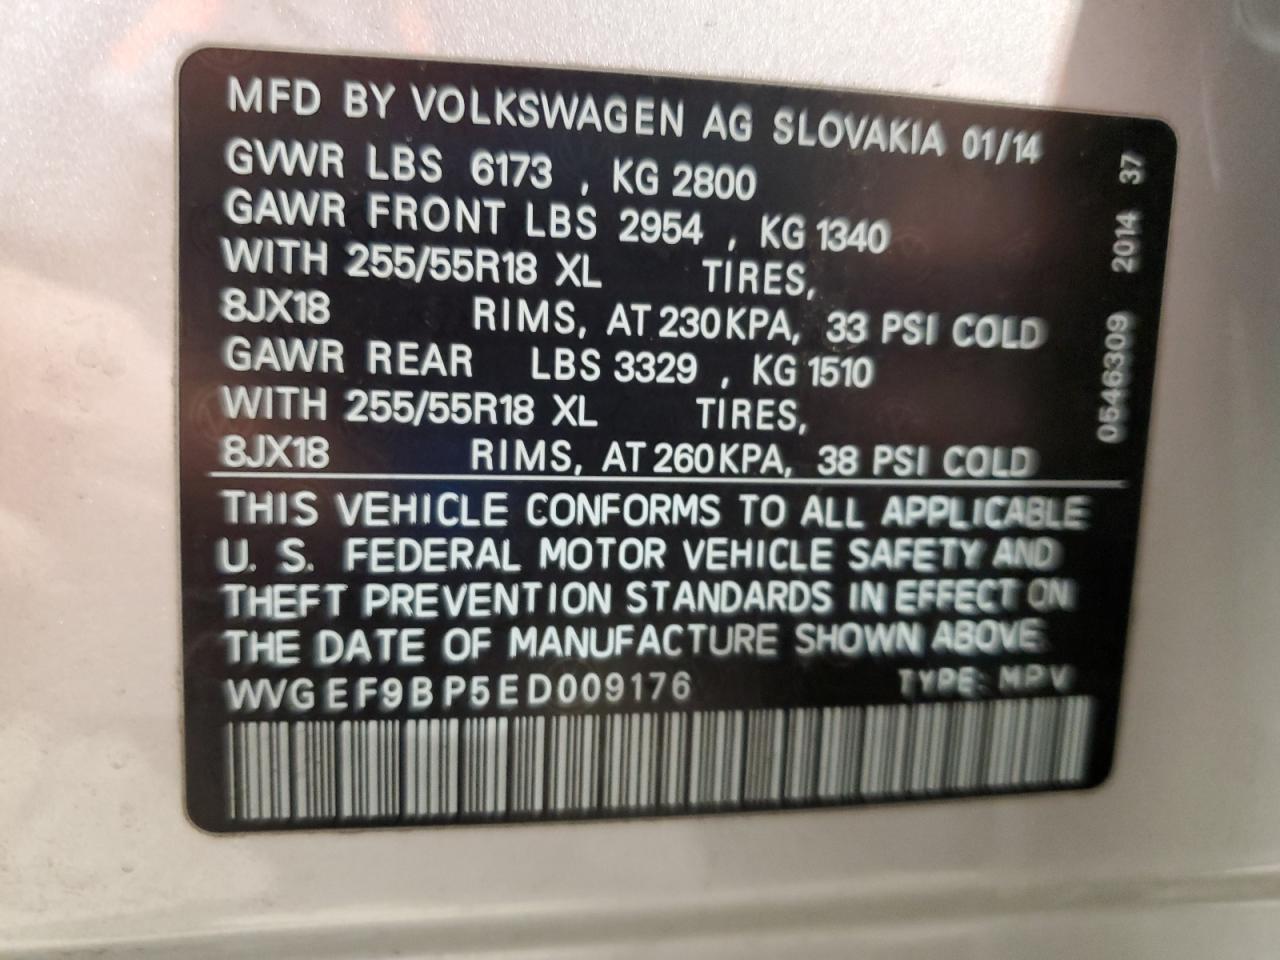 MFD BY VOLKSWAGEN AG SLOVAKIA 01/14
GVWR LBS 6173 , KG 2800
GAWR FRONT LBS 2954 , KG 1340
WITH 255/55R18 XL TIRES,
8JX18 RIMS, AT 230KPA, 33 PSI COLD
GAWR REAR LBS 3329 , KG 1510
WITH 255/55R18 XL TIRES,
8JX18 RIMS, AT 260KPA, 38 PSI COLD
THIS VEHICLE CONFORMS TO ALL APPLICABLE
U. S. FEDERAL MOTOR VEHICLE SAFETY AND
THEFT PREVENTION STANDARDS IN EFFECT ON
THE DATE OF MANUFACTURE SHOWN ABOVE.
WVGEF9BP5ED009176 TYPE: MPV
0546309 2014 37